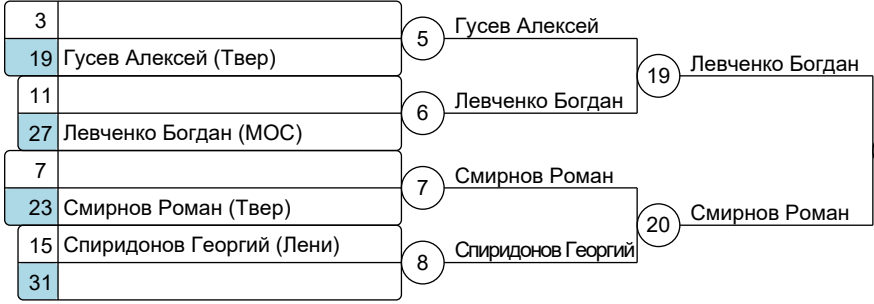 3
5 Гусев Алексей
19 Гусев Алексей (Твер)
19 Левченко Богдан
11
6 Левченко Богдан
27 Левченко Богдан (МОС)
7
7 Смирнов Роман
23 Смирнов Роман (Твер)
20 Смирнов Роман
15 Спиридонов Георгий (Лени)
8 Спиридонов Георгий
31